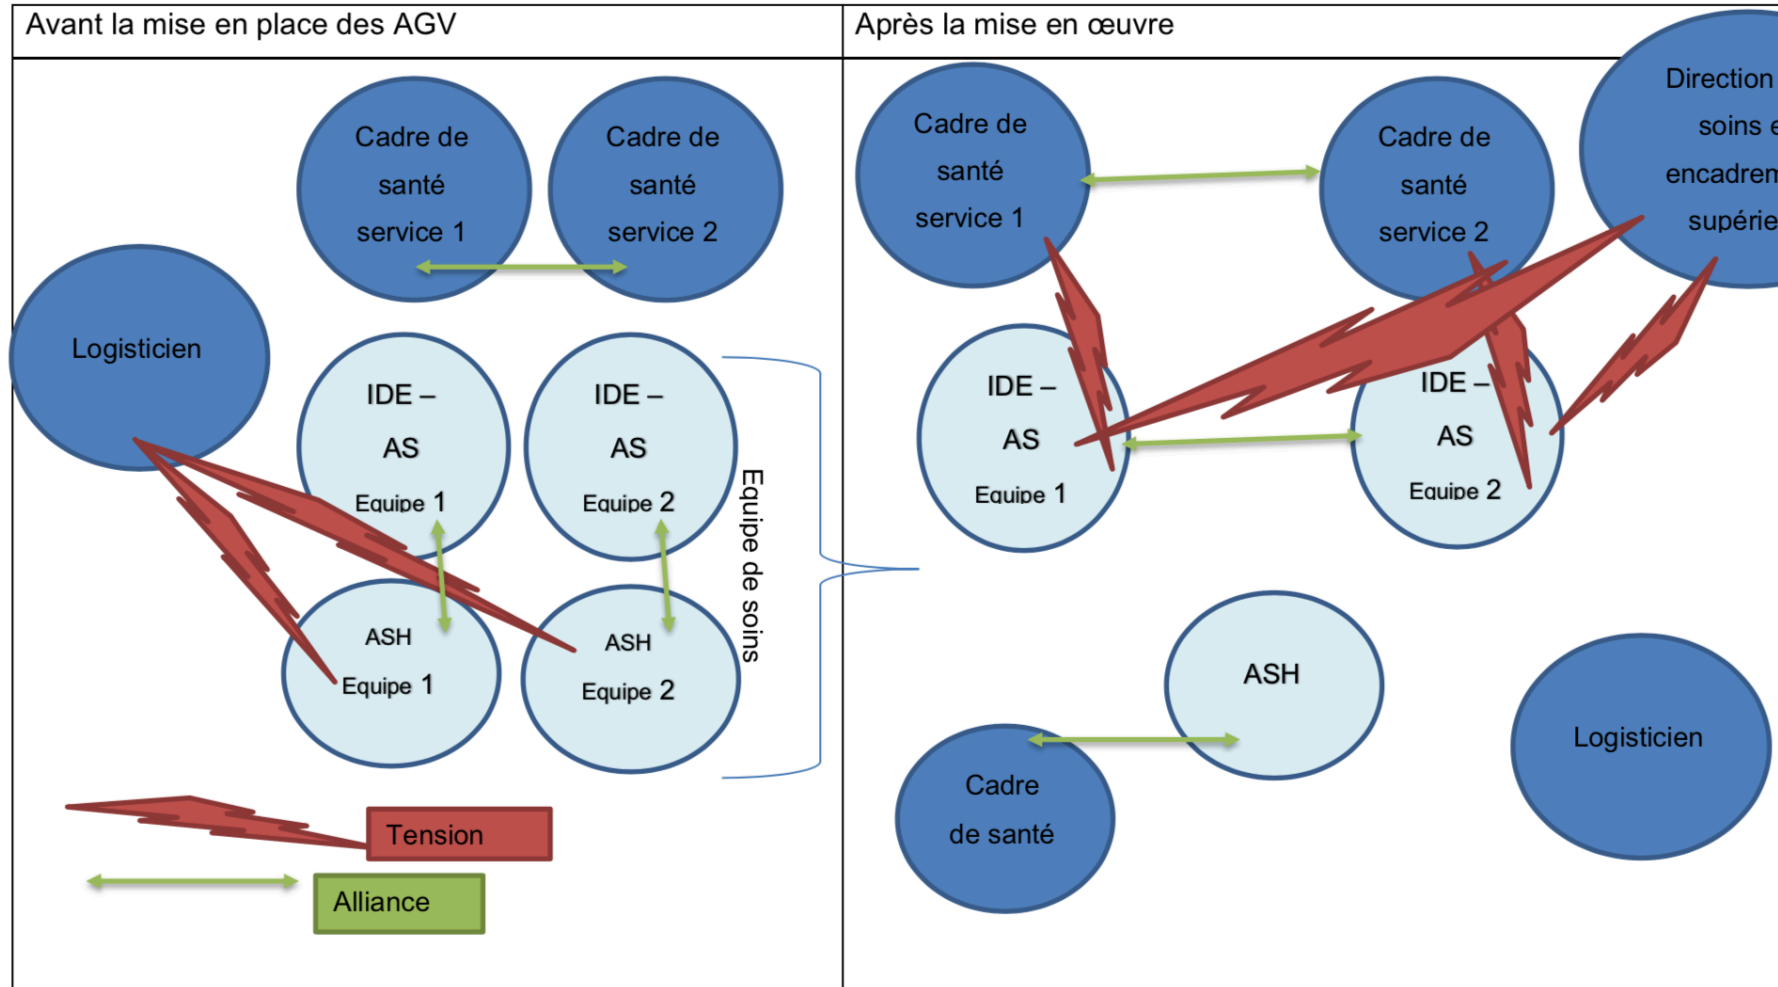 Avant la mise en place des AGV
Cadre de
santé
service 1
Cadre de
santé
service 2
Logisticien
IDE –
AS
Equipe 1
IDE –
AS
Equipe 2
ASH
Equipe 1
ASH
Equipe 2
Equipe de soins
Tension
Alliance
Après la mise en œuvre
Cadre de
santé
service 1
Cadre de
santé
service 2
Direction
soins
IDE –
AS
Equipe 1
IDE –
AS
Equipe 2
ASH
Cadre
de santé
Logisticien